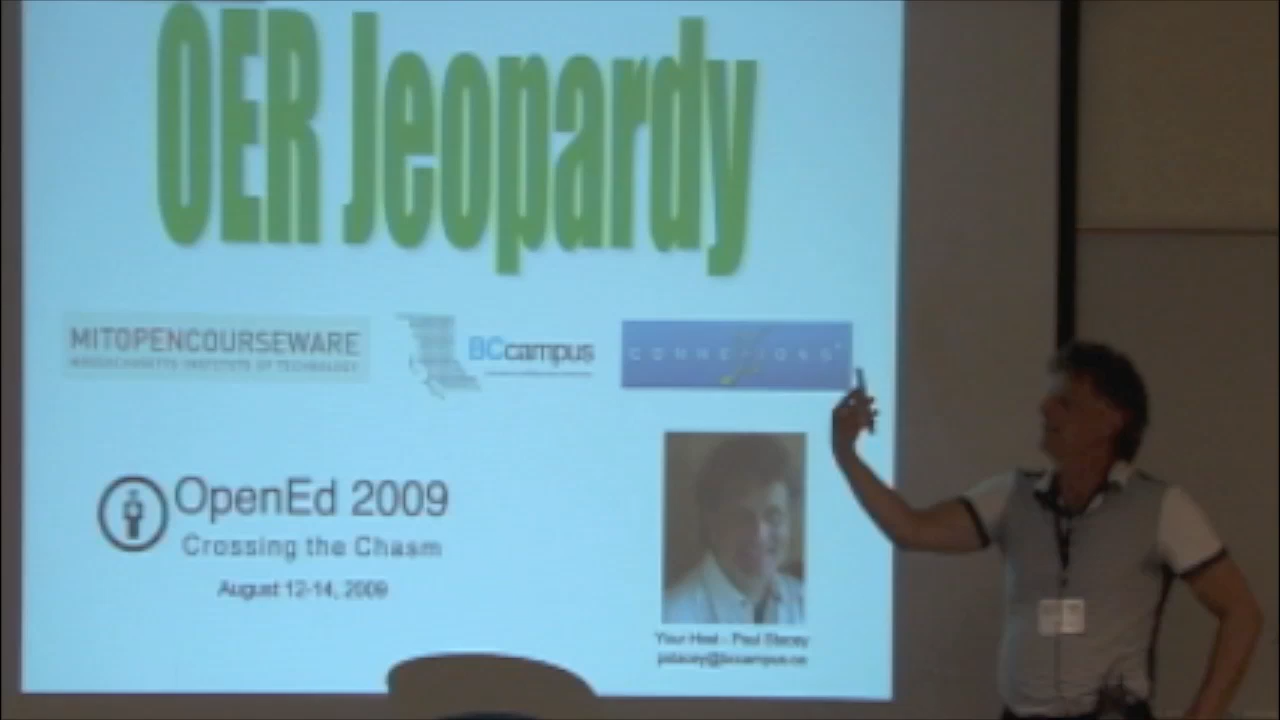 OER Jeopardy
MITOPENCOURSEWARE
MASSACHUSETTS INSTITUTE OF TECHNOLOGY
BCcampus
CONNEXIONS
OpenEd 2009
Crossing the Chasm
August 12-14, 2009
Your Host - Paul Stacey
pstacey@bccampus.ca